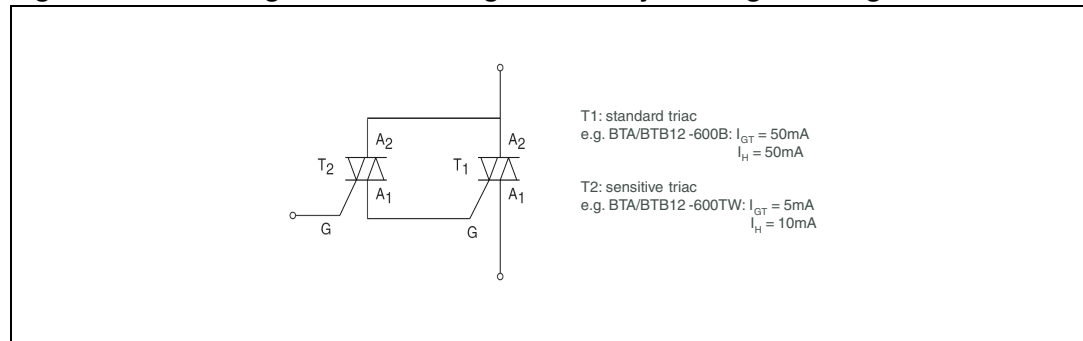 A2
A2
T2
T1
A1
A1
G
G
T1: standard triac
e.g. BTA/BTB12 -600B: IGT = 50mA
IH = 50mA
T2: sensitive triac
e.g. BTA/BTB12 -600TW: IGT = 5mA
IH = 10mA